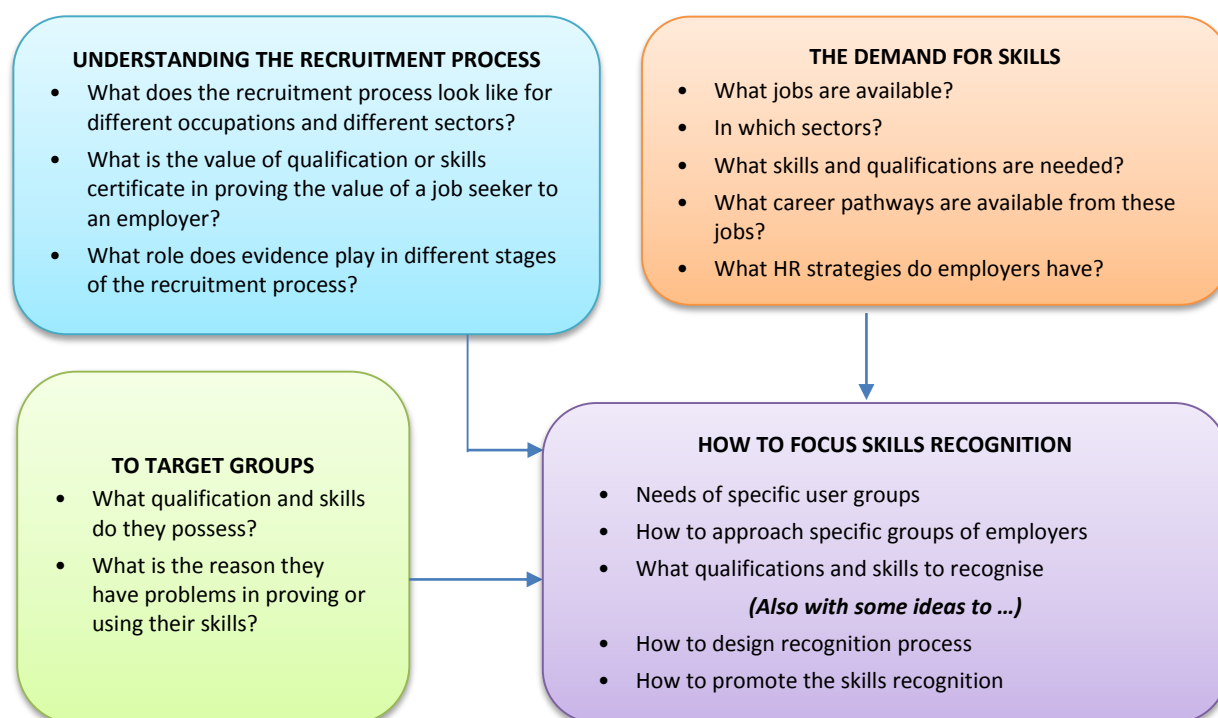 UNDERSTANDING THE RECRUITMENT PROCESS
• What does the recruitment process look like for
different occupations and different sectors?
• What is the value of qualification or skills
certificate in proving the value of a job seeker to
an employer?
• What role does evidence play in different stages
of the recruitment process?
THE DEMAND FOR SKILLS
• What jobs are available?
• In which sectors?
• What skills and qualifications are needed?
• What career pathways are available from these
jobs?
• What HR strategies do employers have?
TO TARGET GROUPS
• What qualification and skills
do they possess?
• What is the reason they
have problems in proving or
using their skills?
HOW TO FOCUS SKILLS RECOGNITION
• Needs of specific user groups
• How to approach specific groups of employers
• What qualifications and skills to recognise
(Also with some ideas to …)
• How to design recognition process
• How to promote the skills recognition